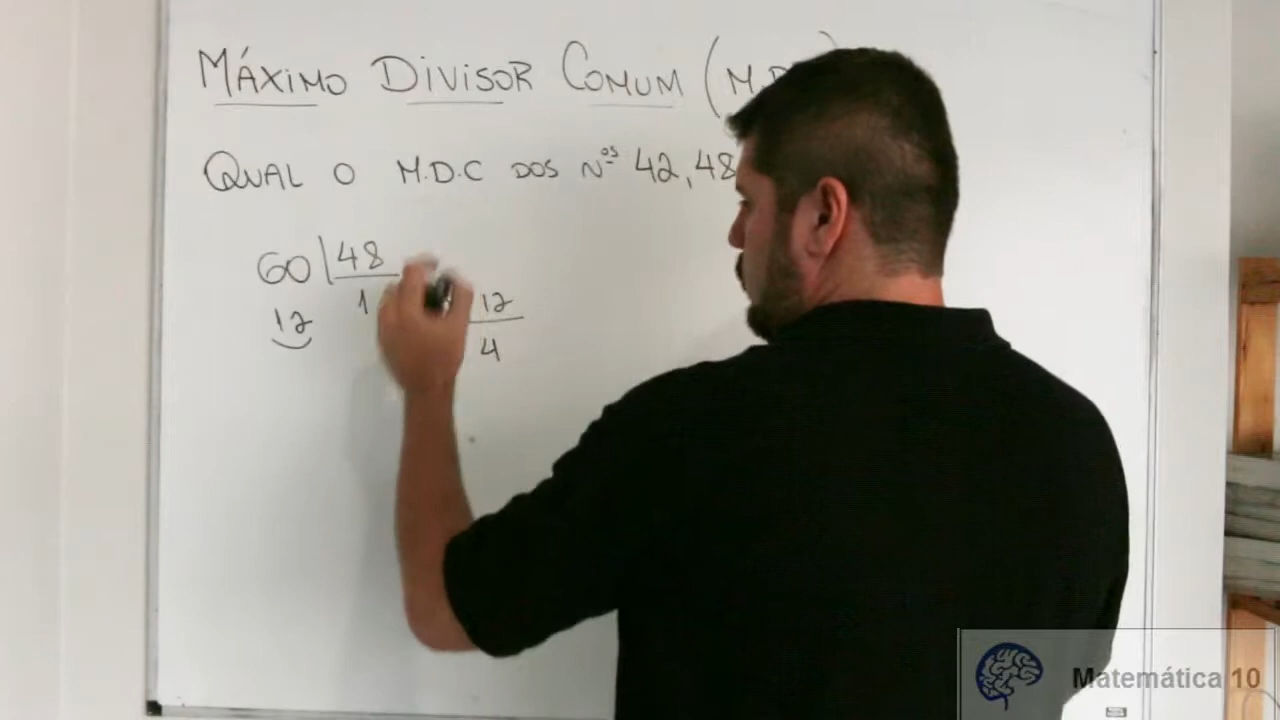 MÁXIMO DIVISOR COMUM (M.
QUAL O M.D.C DOS Nos 42,48
60 48
12 1
12
4
Matemática 10